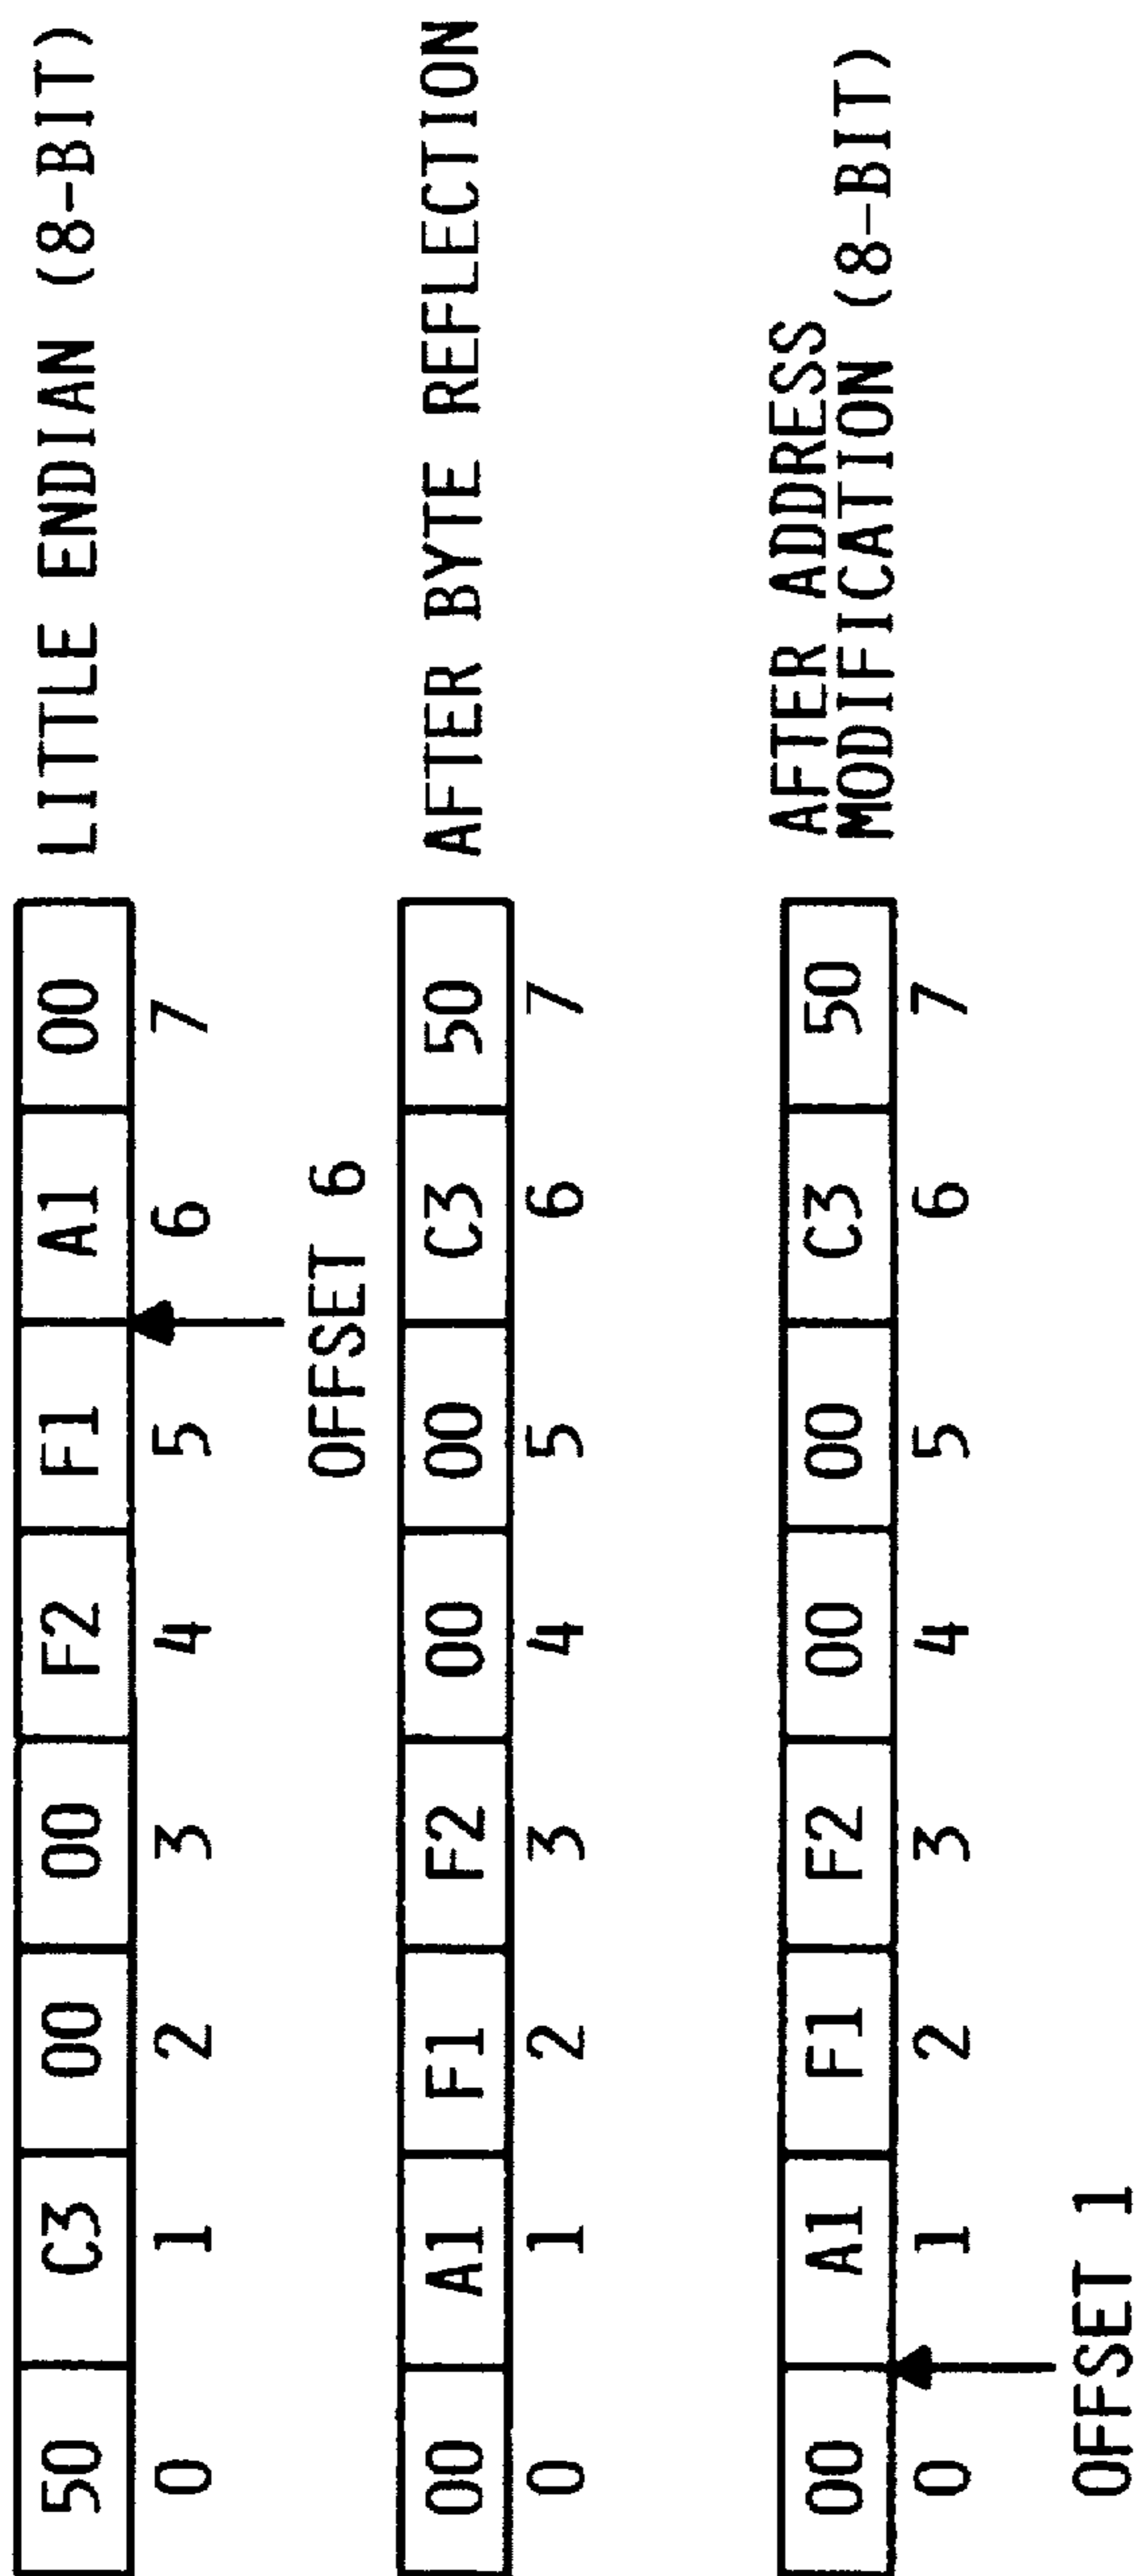 50 C3 00 00 F2 F1 A1 00 LITTLE ENDIAN (8-BIT)
0 1 2 3 4 5 6 7
OFFSET 6
00 A1 F1 F2 00 00 C3 50 AFTER BYTE REFLECTION
0 1 2 3 4 5 6 7
AFTER ADDRESS
00 A1 F1 F2 00 00 C3 50 MODIFICATION (8-BIT)
0 1 2 3 4 5 6 7
OFFSET 1